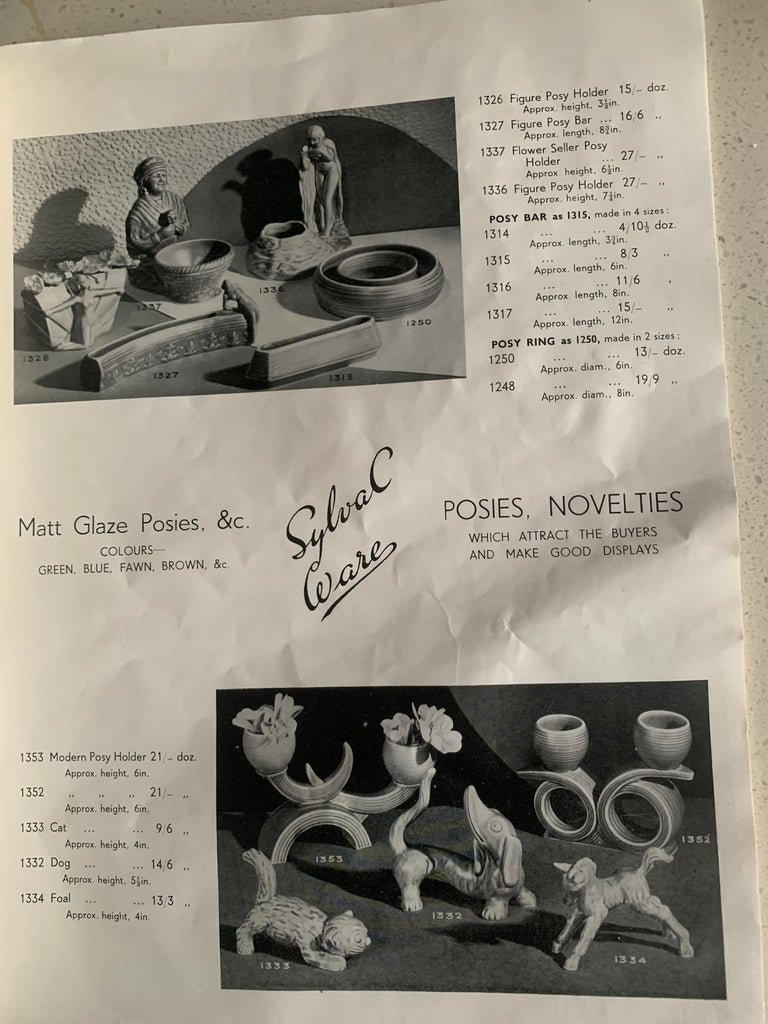 1326 Figure Posy Holder 15/– doz.
Approx. height, 3½in.
1327 Figure Posy Bar ... 16/6 ,,
Approx. length, 8¾in.
1337 Flower Seller Posy
Holder ... 27/– ,,
Approx. height, 6½in.
1336 Figure Posy Holder 27/– ,,
Approx. height, 7¼in.
POSY BAR as 1315, made in 4 sizes:
1314 ... ... 4/10½ doz.
Approx. length, 3¾in.
1315 ... ... 8/3 ,,
Approx. length, 6in.
1316 ... ... 11/6 ,,
Approx. length, 8in.
1317 ... ... 15/– ,,
Approx. length, 12in.
POSY RING as 1250, made in 2 sizes:
1250 ... ... 13/– doz.
Approx. diam., 6in.
1248 ... ... 19/9 ,,
Approx. diam., 8in.
1337
1336
1250
1326
1327
1315
Matt Glaze Posies, &c.
COLOURS—
GREEN, BLUE, FAWN, BROWN, &c.
SylvaC
Ware
POSIES, NOVELTIES
WHICH ATTRACT THE BUYERS
AND MAKE GOOD DISPLAYS
1353 Modern Posy Holder 21/– doz.
Approx. height, 6in.
1352 ,, ,, ,, 21/– ,,
Approx. height, 6in.
1333 Cat ... ... 9/6 ,,
Approx. height, 4in.
1332 Dog ... ... 14/6 ,,
Approx. height, 5½in.
1334 Foal ... ... 13/3 ,,
Approx. height, 4in.
1353
1352
1332
1333
1334